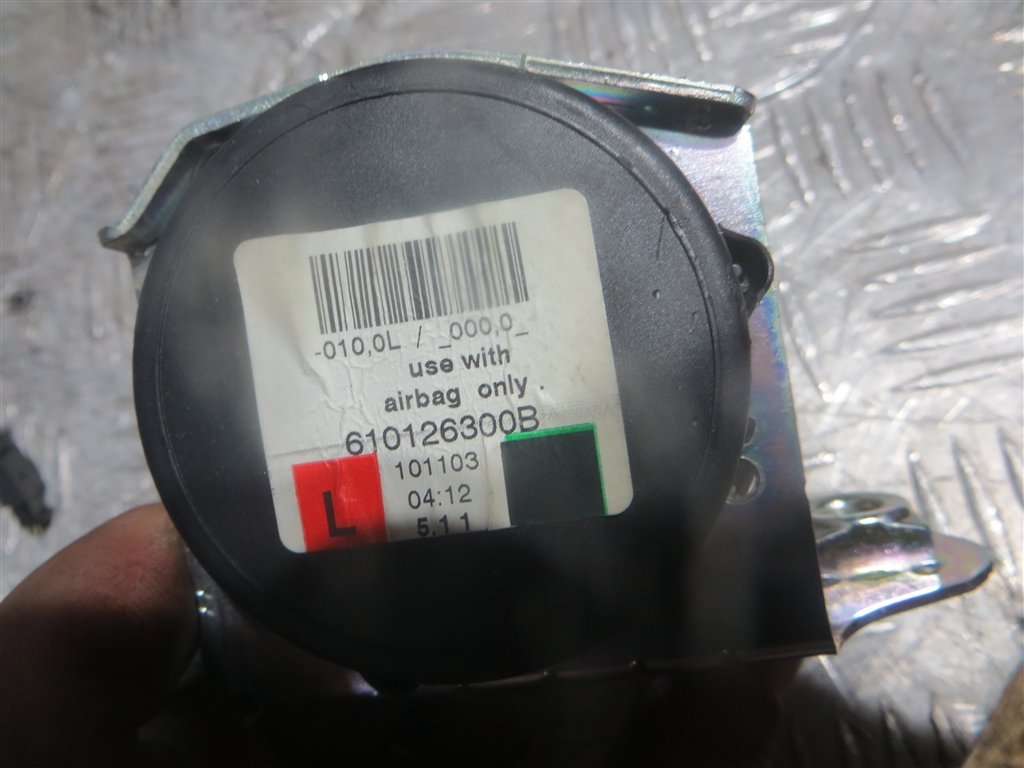 -010,0L / _000,0_
use with
airbag only .
610126300B
101103
04:12
5.1 1
L